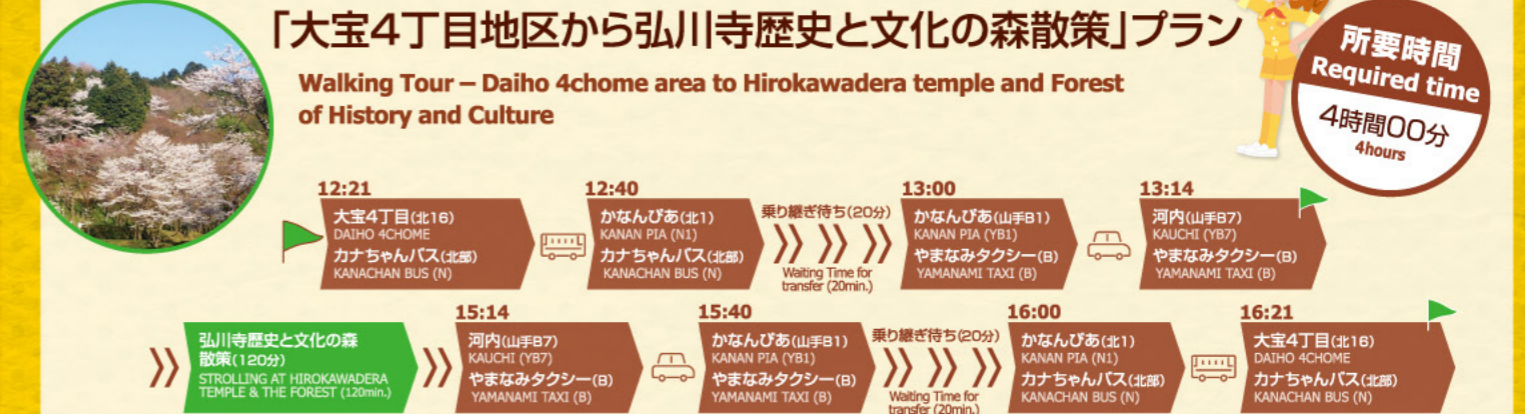 「大宝4丁目地区から弘川寺歴史と文化の森散策」プラン
Walking Tour – Daiho 4chome area to Hirokawadera temple and Forest
of History and Culture
所要時間
Required time
4時間00分
4hours
12:21
大宝4丁目(北16)
DAIHO 4CHOME
カナちゃんバス(北部)
KANACHAN BUS (N)
12:40
かなんぴあ(北1)
KANAN PIA (N1)
カナちゃんバス(北部)
KANACHAN BUS (N)
乗り継ぎ待ち(20分)
Waiting Time for
transfer (20min.)
13:00
かなんぴあ(山手B1)
KANAN PIA (YB1)
やまなみタクシー(B)
YAMANAMI TAXI (B)
13:14
河内(山手B7)
KAUCHI (YB7)
やまなみタクシー(B)
YAMANAMI TAXI (B)
弘川寺歴史と文化の森
散策(120分)
STROLLING AT HIROKAWADERA
TEMPLE & THE FOREST (120min.)
15:14
河内(山手B7)
KAUCHI (YB7)
やまなみタクシー(B)
YAMANAMI TAXI (B)
15:40
かなんぴあ(山手B1)
KANAN PIA (YB1)
やまなみタクシー(B)
YAMANAMI TAXI (B)
乗り継ぎ待ち(20分)
Waiting Time for
transfer (20min.)
16:00
かなんぴあ(北1)
KANAN PIA (N1)
カナちゃんバス(北部)
KANACHAN BUS (N)
16:21
大宝4丁目(北16)
DAIHO 4CHOME
カナちゃんバス(北部)
KANACHAN BUS (N)